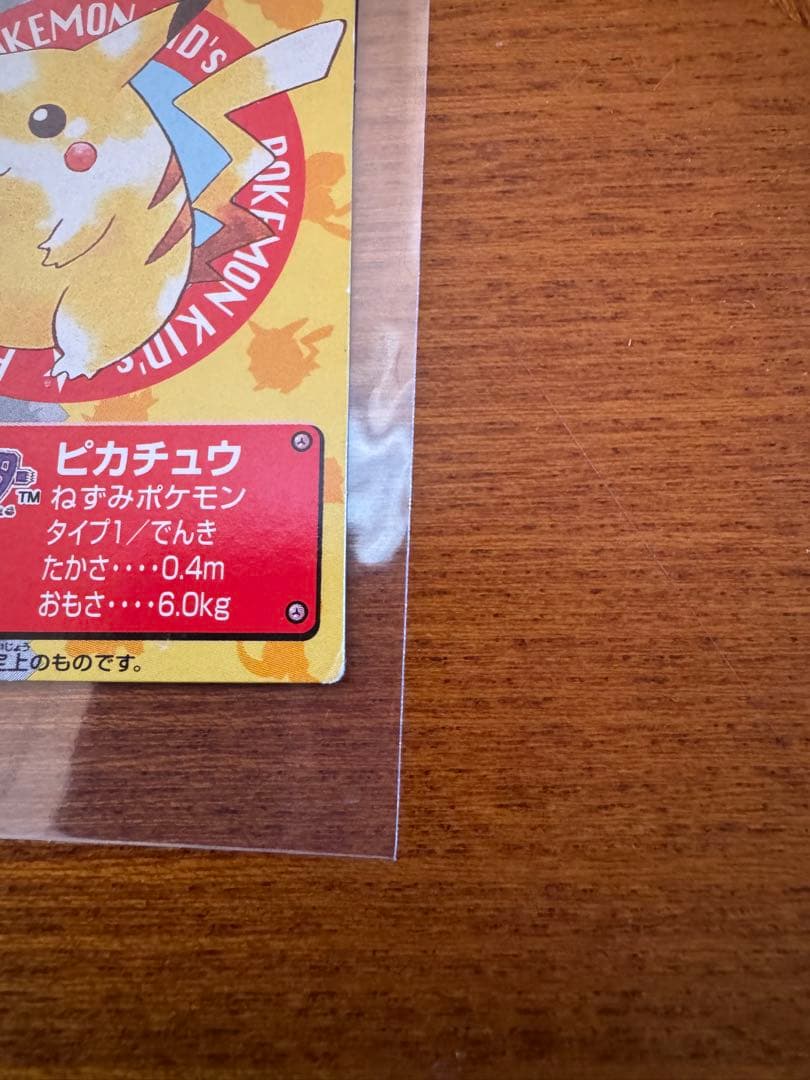 POKEMON KID's
POKEMON KID's
ピカチュウ
TM
ねずみポケモン
タイプ1／でんき
たかさ････0.4m
おもさ････6.0kg
上のものです。